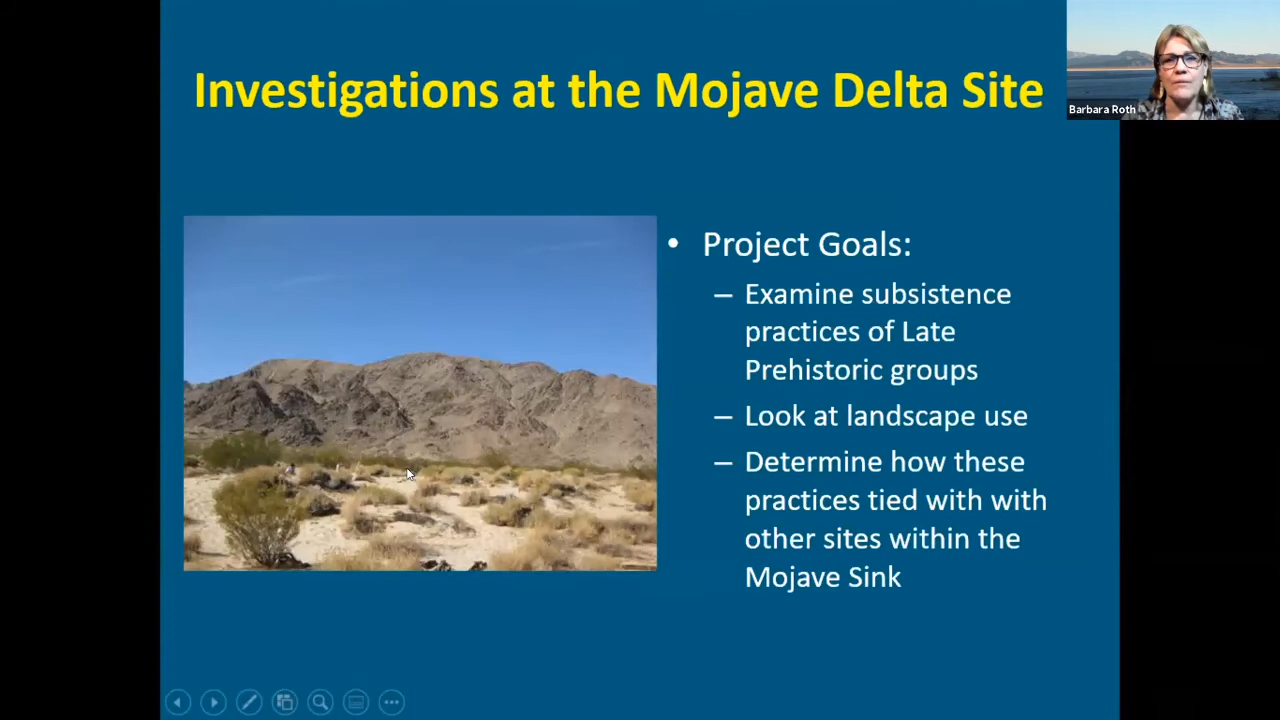 Investigations at the Mojave Delta Site
Barbara Roth
• Project Goals:
– Examine subsistence
practices of Late
Prehistoric groups
– Look at landscape use
– Determine how these
practices tied with with
other sites within the
Mojave Sink